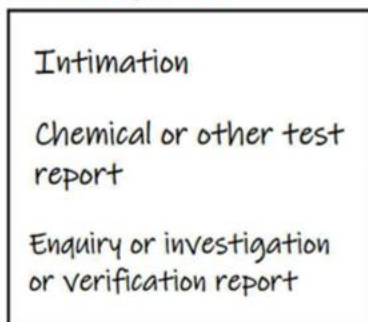 Intimation
Chemical or other test
report
Enquiry or investigation
or verification report